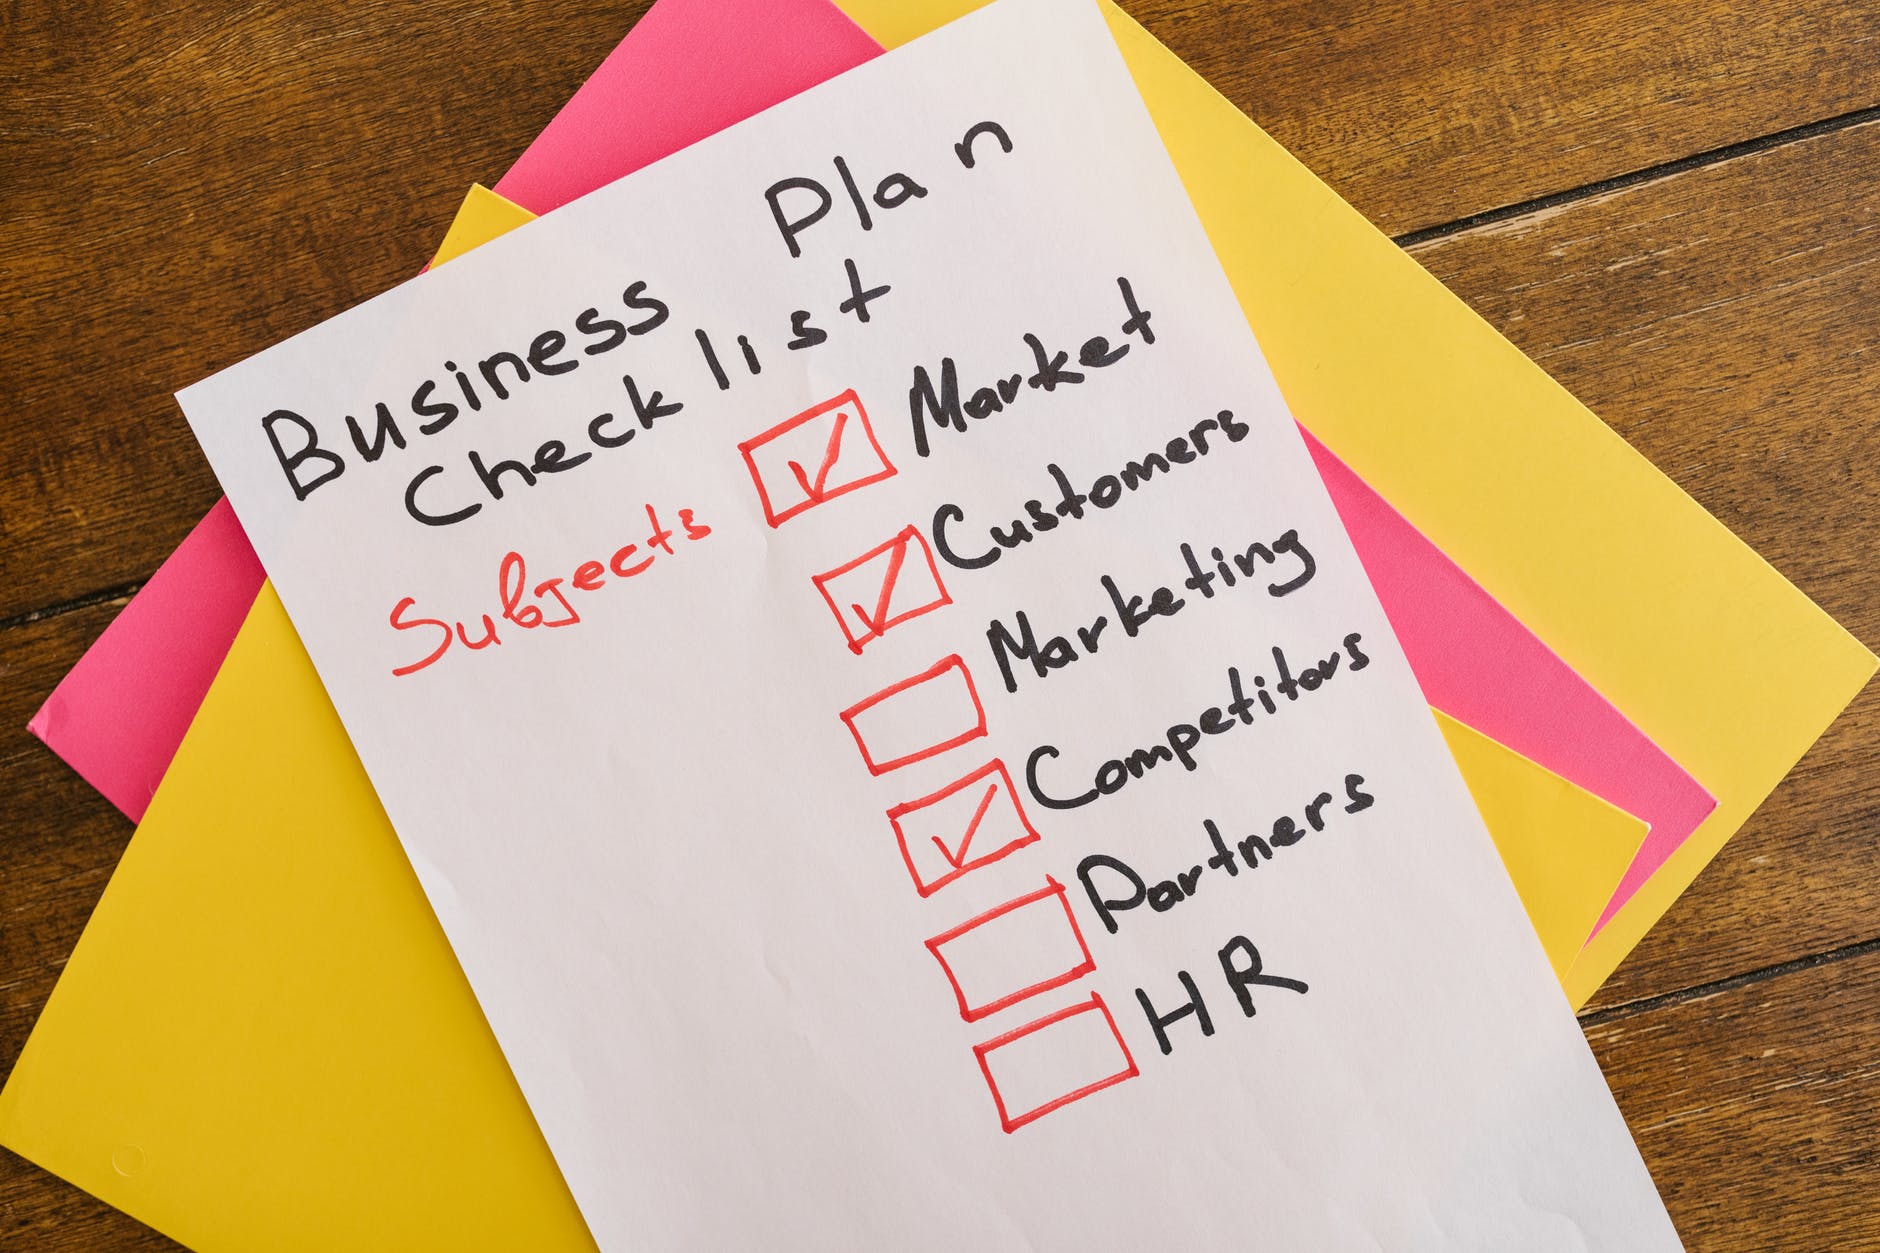 Business Plan
Checklist
Subjects
Market
Customers
Marketing
Competitors
Partners
HR